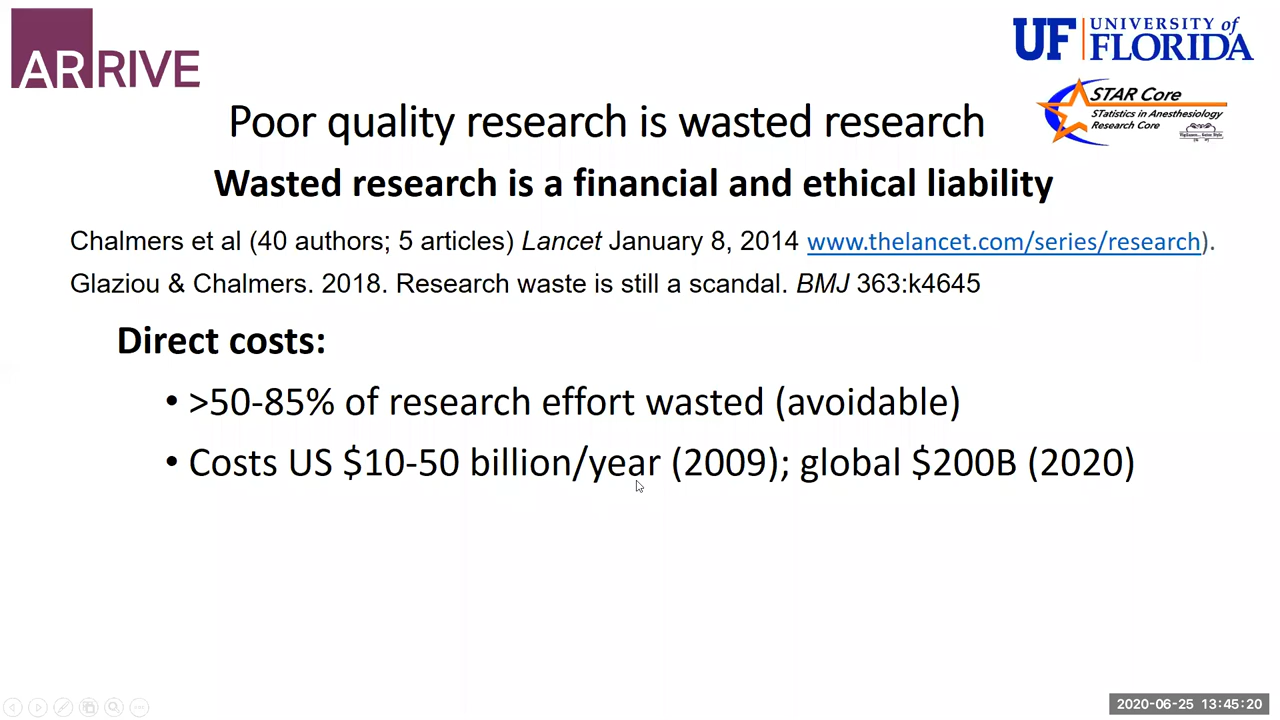 ARRIVE
UF UNIVERSITY of
FLORIDA
STAR Core
STatistics in Anesthesiology
Research Core
Poor quality research is wasted research
Wasted research is a financial and ethical liability
Chalmers et al (40 authors; 5 articles) Lancet January 8, 2014 www.thelancet.com/series/research).
Glaziou & Chalmers. 2018. Research waste is still a scandal. BMJ 363:k4645
Direct costs:
• >50-85% of research effort wasted (avoidable)
• Costs US $10-50 billion/year (2009); global $200B (2020)
2020-06-25 13:45:20